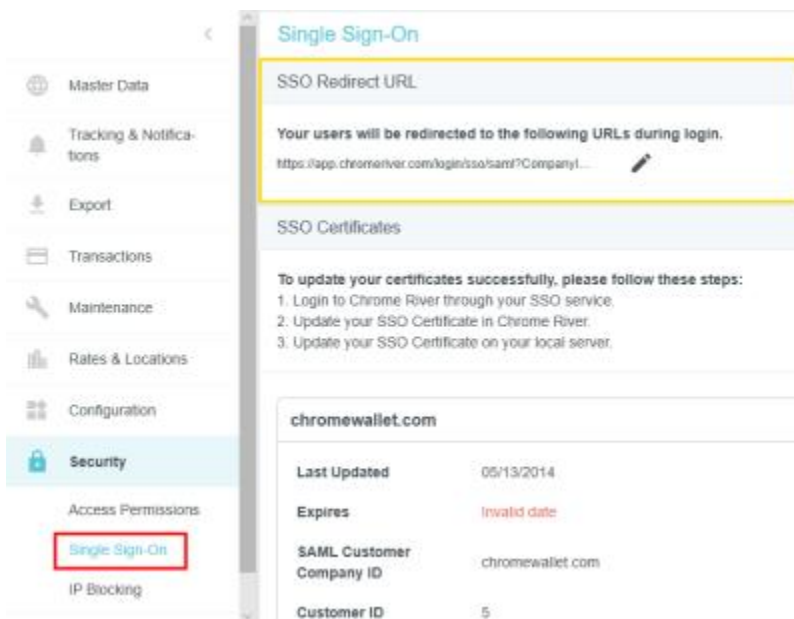 Master Data
Tracking & Notifica-
tions
Export
Transactions
Maintenance
Rates & Locations
Configuration
Security
Access Permissions
Single Sign-On
IP Blocking
Single Sign-On
SSO Redirect URL
Your users will be redirected to the following URLs during login.
https://app.chromeriver.com/login/sso/saml?CompanyI...
SSO Certificates
To update your certificates successfully, please follow these steps:
1. Login to Chrome River through your SSO service.
2. Update your SSO Certificate in Chrome River.
3. Update your SSO Certificate on your local server.
chromewallet.com
Last Updated 05/13/2014
Expires Invalid date
SAML Customer
Company ID chromewallet.com
Customer ID 5